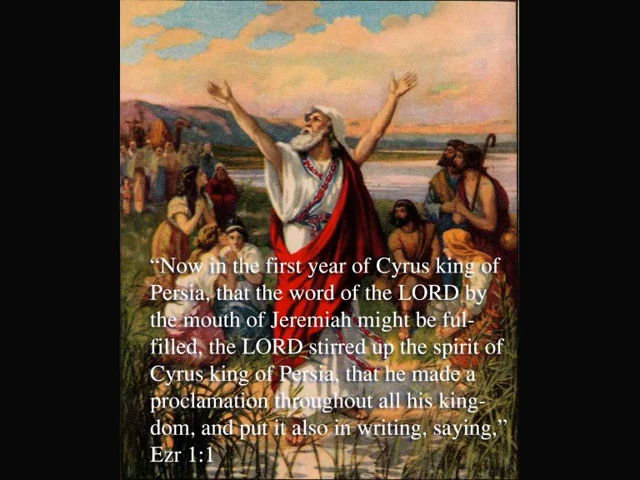 “Now in the first year of Cyrus king of
Persia, that the word of the LORD by
the mouth of Jeremiah might be ful-
filled, the LORD stirred up the spirit of
Cyrus king of Persia, that he made a
proclamation throughout all his king-
dom, and put it also in writing, saying,”
Ezr 1:1